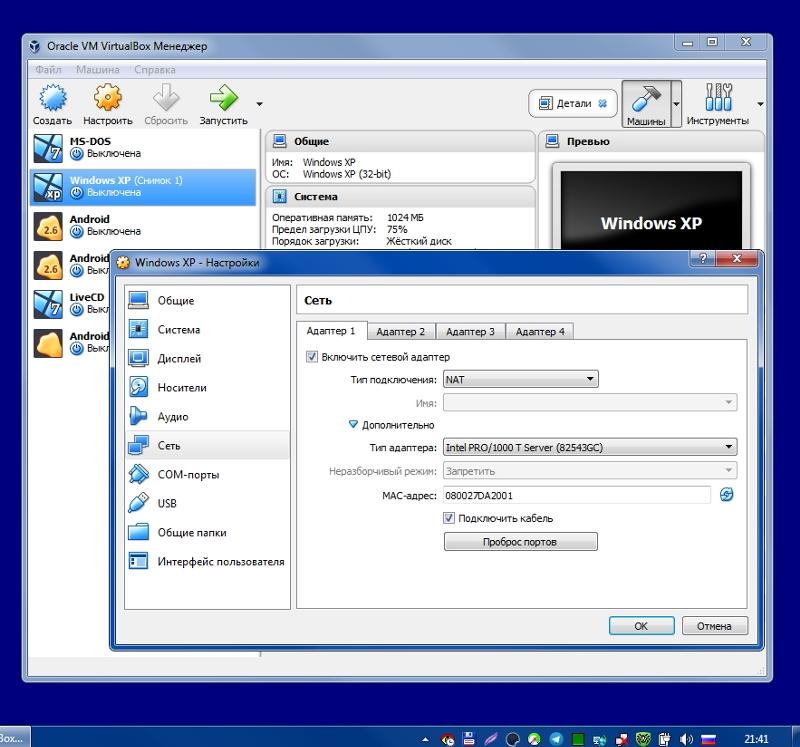 Oracle VM VirtualBox Менеджер
Файл Машина Справка
Создать Настроить Сбросить Запустить
Детали
Машины
Инструменты
MS-DOS
Выключена
Windows XP (Снимок 1)
Выключена
Android
Выключена
Android
Выкл
LiveCD
Выкл
Android
Выкл
Общие
Имя: Windows XP
ОС: Windows XP (32-bit)
Система
Оперативная память: 1024 МБ
Предел загрузки ЦПУ: 75%
Порядок загрузки: Жёсткий диск
Превью
Windows XP
Windows XP - Настройки
Общие
Система
Дисплей
Носители
Аудио
Сеть
COM-порты
USB
Общие папки
Интерфейс пользователя
Сеть
Адаптер 1 Адаптер 2 Адаптер 3 Адаптер 4
Включить сетевой адаптер
Тип подключения: NAT
Имя:
Дополнительно
Тип адаптера: Intel PRO/1000 T Server (82543GC)
Неразборчивый режим: Запретить
MAC-адрес: 080027DA2001
Подключить кабель
Проброс портов
OK Отмена
Box...
21:41